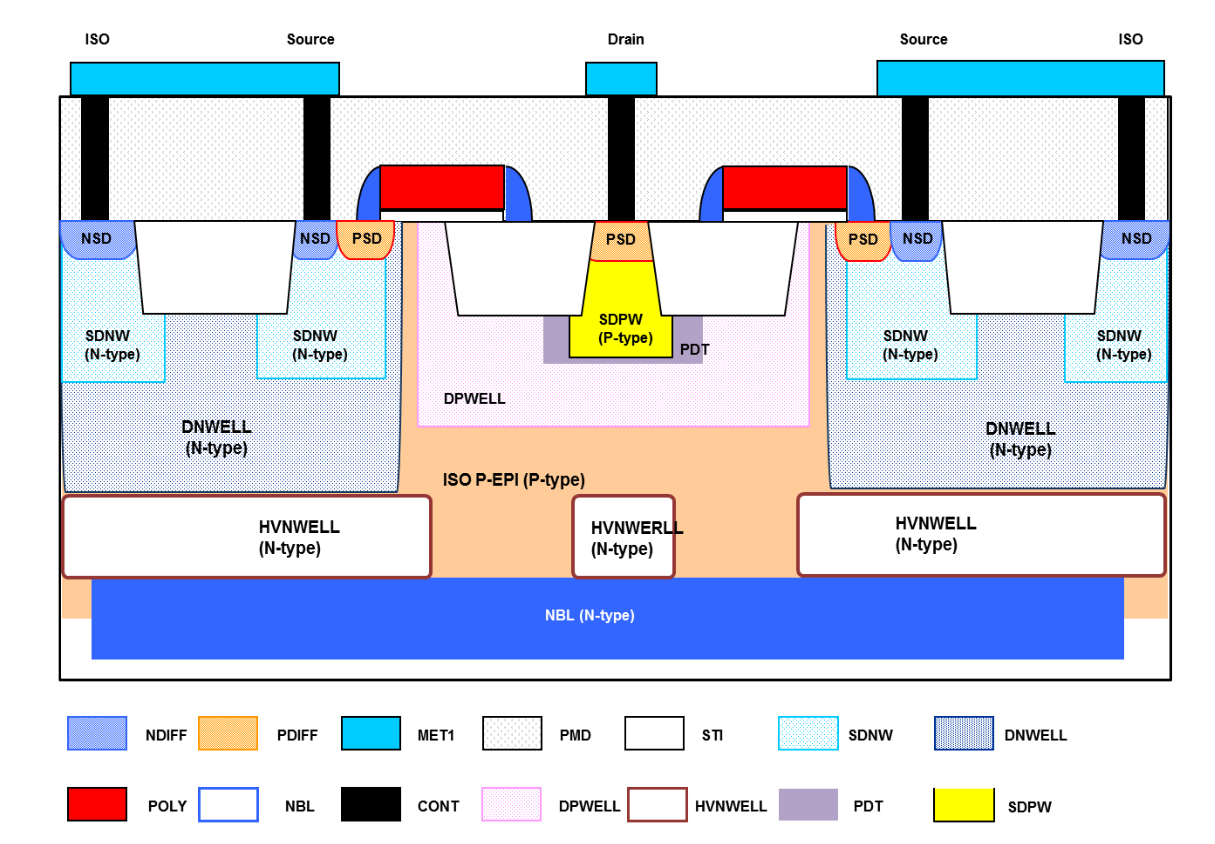 ISO Source Drain Source ISO
NSD NSD PSD PSD PSD NSD NSD
SDNW
(N-type)
SDNW
(N-type)
SDPW
(P-type)
PDT
SDNW
(N-type)
SDNW
(N-type)
DPWELL
DNWELL
(N-type)
DNWELL
(N-type)
ISO P-EPI (P-type)
HVNWELL
(N-type)
HVNWERLL
(N-type)
HVNWELL
(N-type)
NBL (N-type)
NDIFF PDIFF MET1 PMD STI SDNW DNWELL
POLY NBL CONT DPWELL HVNWELL PDT SDPW